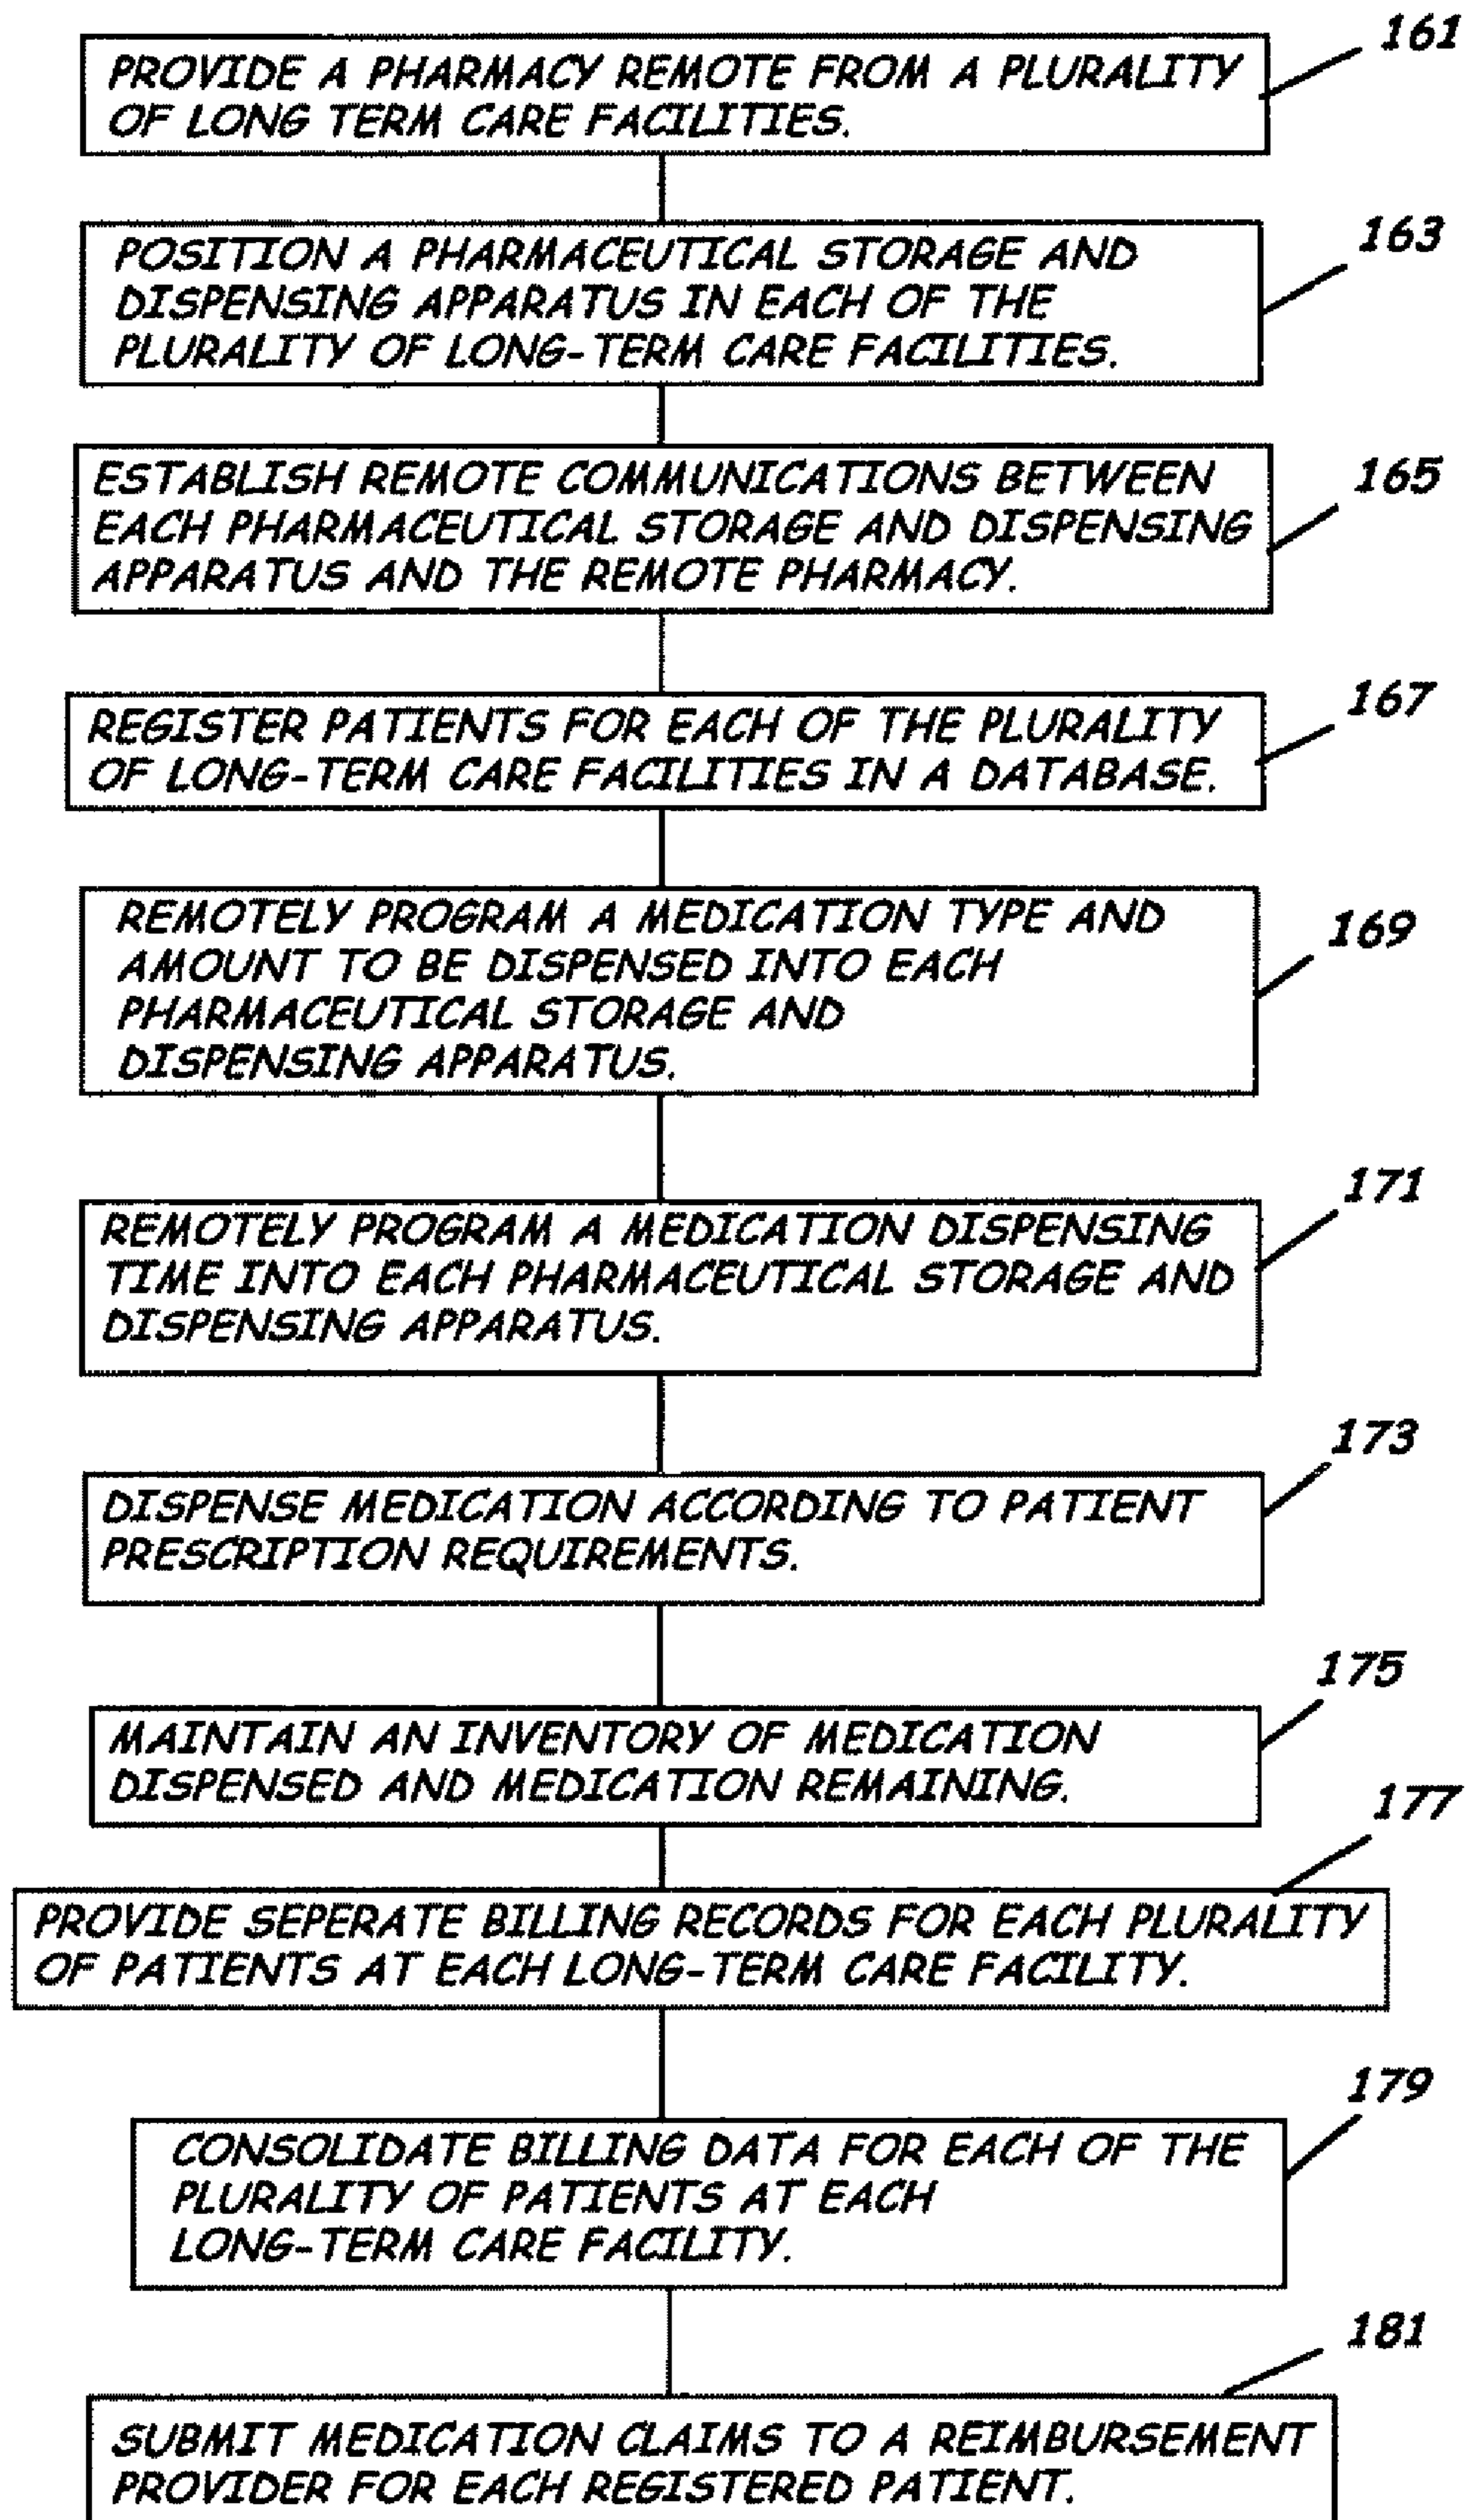 161
PROVIDE A PHARMACY REMOTE FROM A PLURALITY
OF LONG TERM CARE FACILITIES.
163
POSITION A PHARMACEUTICAL STORAGE AND
DISPENSING APPARATUS IN EACH OF THE
PLURALITY OF LONG-TERM CARE FACILITIES.
165
ESTABLISH REMOTE COMMUNICATIONS BETWEEN
EACH PHARMACEUTICAL STORAGE AND DISPENSING
APPARATUS AND THE REMOTE PHARMACY.
167
REGISTER PATIENTS FOR EACH OF THE PLURALITY
OF LONG-TERM CARE FACILITIES IN A DATABASE.
169
REMOTELY PROGRAM A MEDICATION TYPE AND
AMOUNT TO BE DISPENSED INTO EACH
PHARMACEUTICAL STORAGE AND
DISPENSING APPARATUS.
171
REMOTELY PROGRAM A MEDICATION DISPENSING
TIME INTO EACH PHARMACEUTICAL STORAGE AND
DISPENSING APPARATUS.
173
DISPENSE MEDICATION ACCORDING TO PATIENT
PRESCRIPTION REQUIREMENTS.
175
MAINTAIN AN INVENTORY OF MEDICATION
DISPENSED AND MEDICATION REMAINING.
177
PROVIDE SEPERATE BILLING RECORDS FOR EACH PLURALITY
OF PATIENTS AT EACH LONG-TERM CARE FACILITY.
179
CONSOLIDATE BILLING DATA FOR EACH OF THE
PLURALITY OF PATIENTS AT EACH
LONG-TERM CARE FACILITY.
181
SUBMIT MEDICATION CLAIMS TO A REIMBURSEMENT
PROVIDER FOR EACH REGISTERED PATIENT.